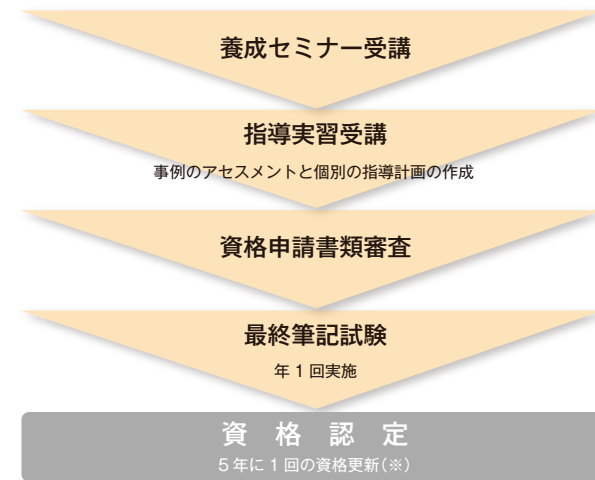 養成セミナー受講
指導実習受講
事例のアセスメントと個別の指導計画の作成
資格申請書類審査
最終筆記試験
年 1 回実施
資 格 認 定
5 年に 1 回の資格更新(※)